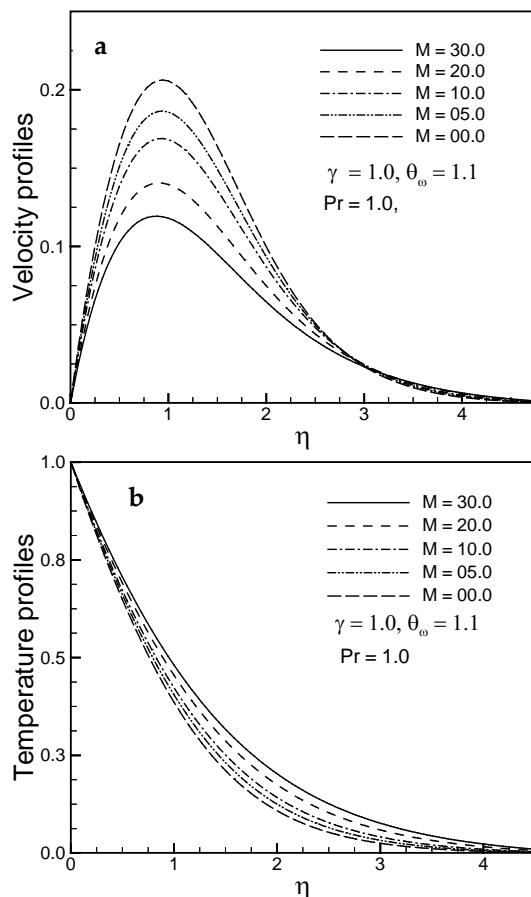 a
M = 30.0
M = 20.0
M = 10.0
M = 05.0
M = 00.0
γ = 1.0, θω = 1.1
Pr = 1.0,
Velocity profiles
0.2
0.1
0.0
0 1 2 3 4
η
b
M = 30.0
M = 20.0
M = 10.0
M = 05.0
M = 00.0
γ = 1.0, θω = 1.1
Pr = 1.0
Temperature profiles
1.0
0.8
0.5
0.3
0.0
0 1 2 3 4
η